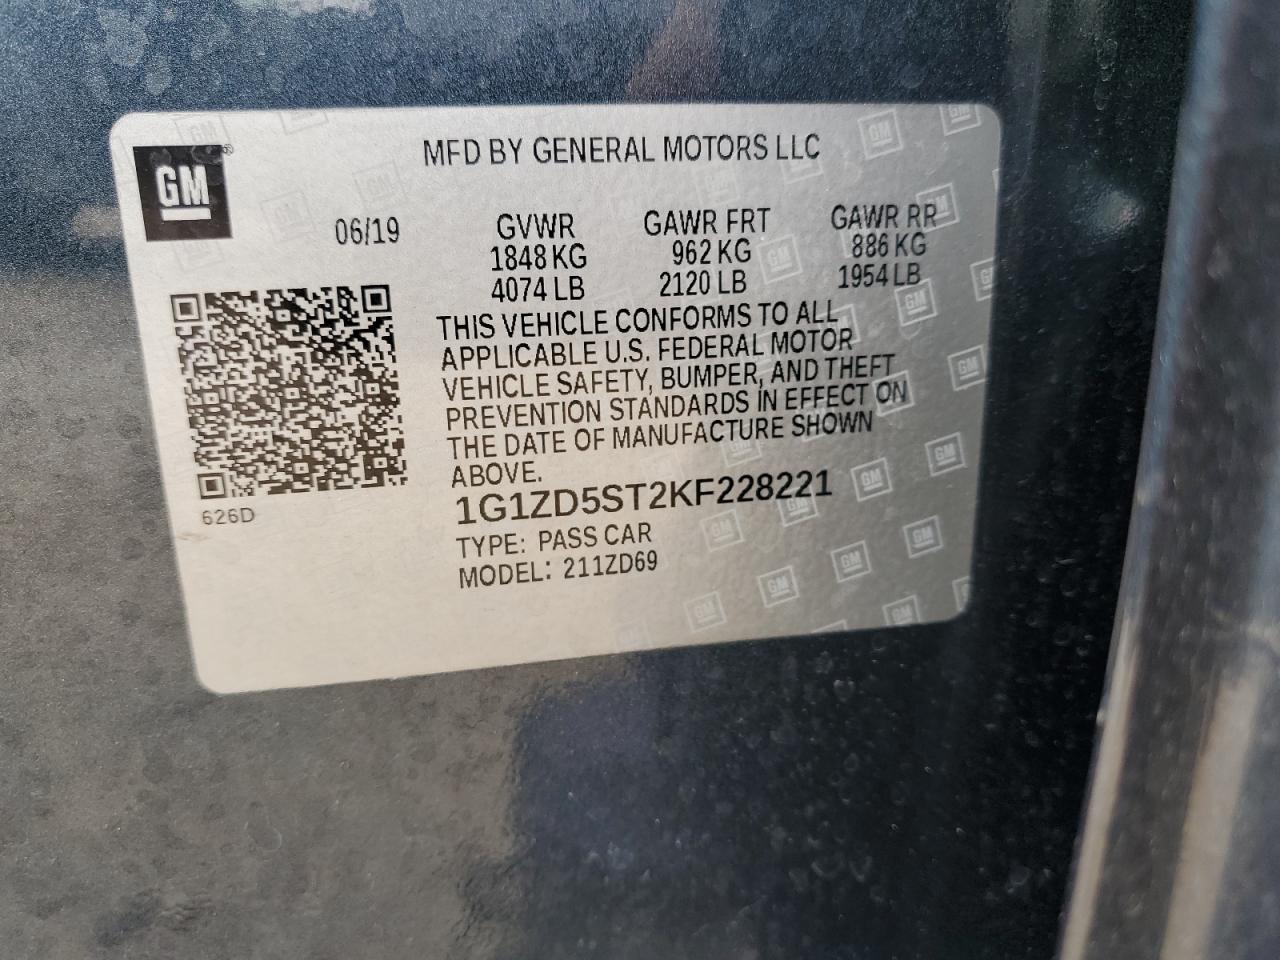 MFD BY GENERAL MOTORS LLC
GM®
06/19 GVWR GAWR FRT GAWR RR
1848 KG 962 KG 886 KG
4074 LB 2120 LB 1954 LB
THIS VEHICLE CONFORMS TO ALL
APPLICABLE U.S. FEDERAL MOTOR
VEHICLE SAFETY, BUMPER, AND THEFT
PREVENTION STANDARDS IN EFFECT ON
THE DATE OF MANUFACTURE SHOWN
ABOVE.
626D
1G1ZD5ST2KF228221
TYPE: PASS CAR
MODEL: 211ZD69